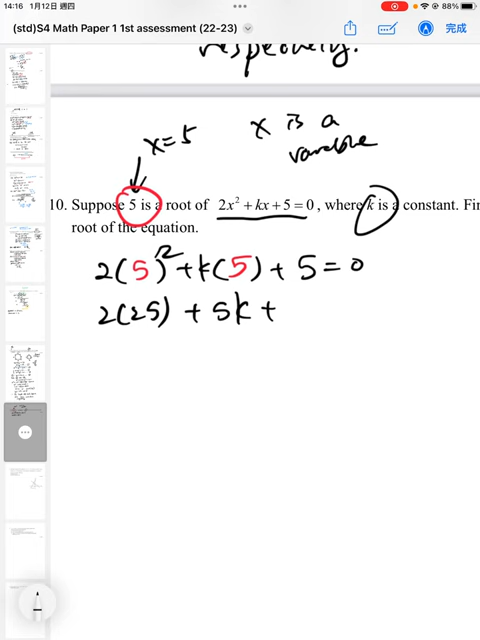 14:16 1月12日 週四
88%
(std)S4 Math Paper 1 1st assessment (22-23)
完成
respectively.
x=5
x is a
variable
10. Suppose 5 is a root of 2x² + kx + 5 = 0, where k is a constant. Fi
root of the equation.
2(5)² + k(5) + 5 = 0
2(25) + 5k +